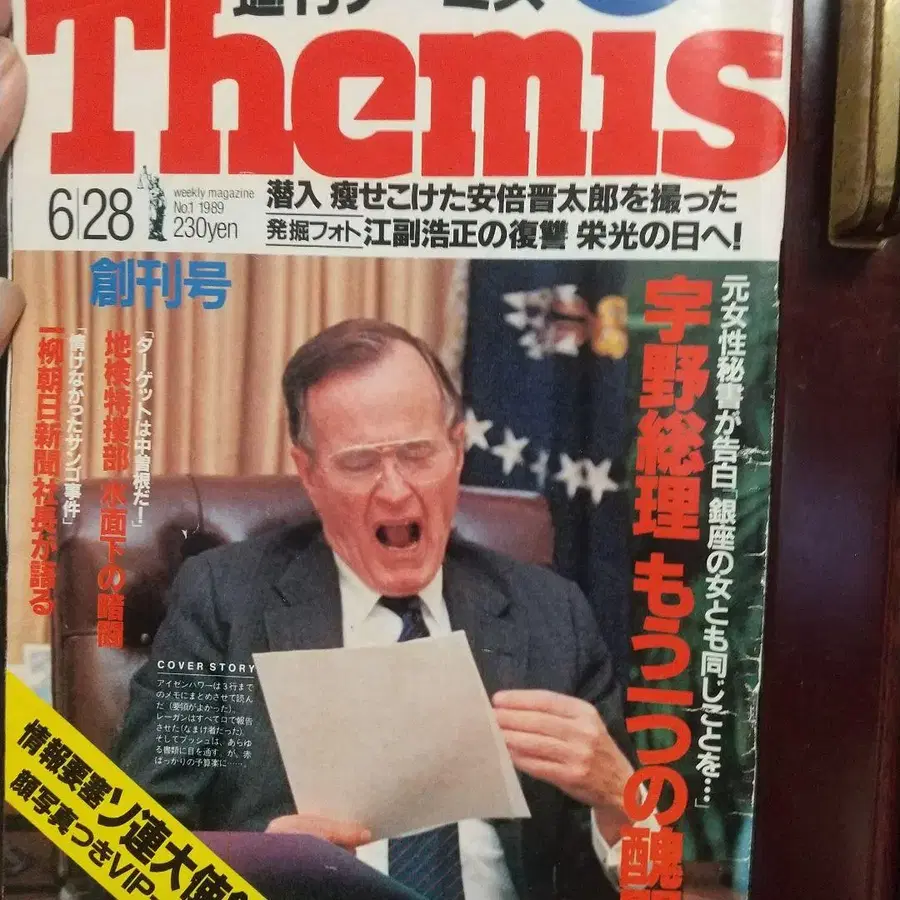 週刊テーミス
Themis
6|28
weekly magazine
No.1 1989
230yen
潜入 痩せこけた安倍晋太郎を撮った
発掘フォト 江副浩正の復讐 栄光の日へ!
創刊号
元女性秘書が告白「銀座の女とも同じことを…」
宇野総理 もう一つの醜
「ターゲットは中曽根だ!」
地検特捜部 水面下の暗闘
「情けなかったサンゴ事件」
一柳朝日新聞社長が語る
COVER STORY
アイゼンハワーは3行まで
のメモにまとめさせて読ん
だ(要領がよかった)。
レーガンはすべて口で報告
させた(なまけ者だった)。
そしてブッシュは、あらゆ
る書類に目を通す。が、赤
ばっかりの予算案に……。
情報要塞ソ連大使
顔写真つきVIP